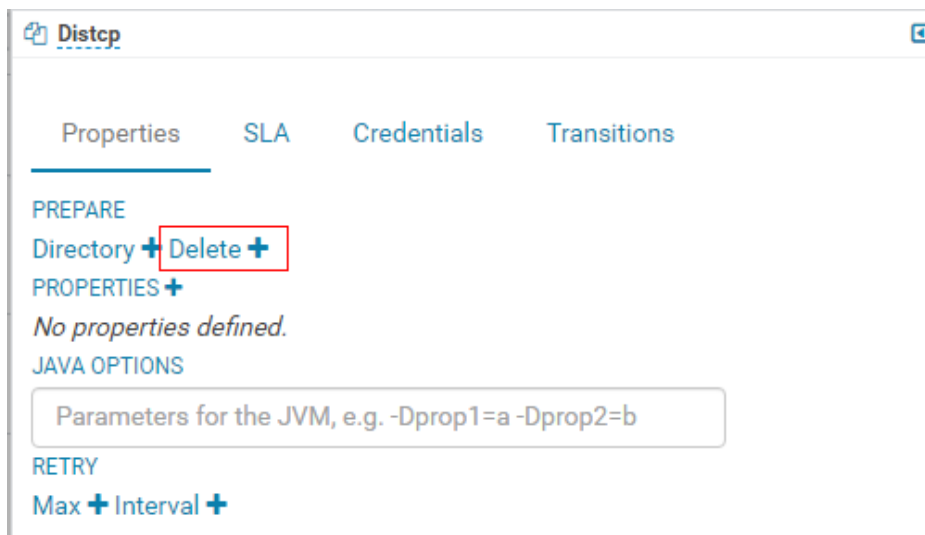 Distcp
Properties SLA Credentials Transitions
PREPARE
Directory + Delete +
PROPERTIES +
No properties defined.
JAVA OPTIONS
Parameters for the JVM, e.g. -Dprop1=a -Dprop2=b
RETRY
Max + Interval +